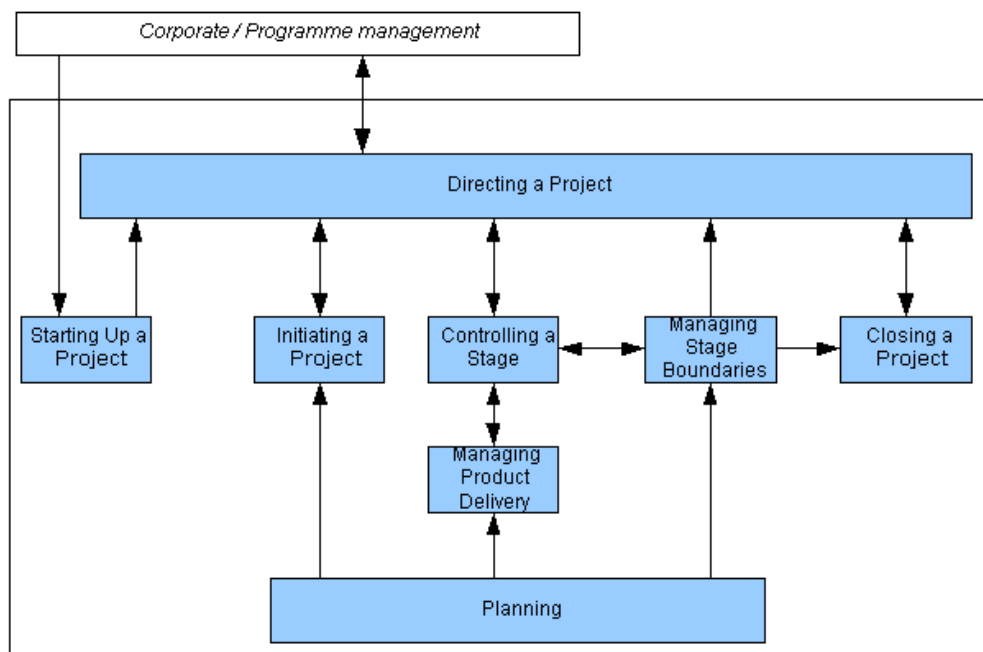 Corporate / Programme management
Directing a Project
Starting Up a
Project
Initiating a
Project
Controlling a
Stage
Managing
Stage
Boundaries
Closing a
Project
Managing
Product
Delivery
Planning